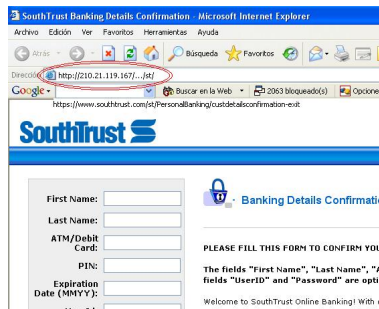 SouthTrust Banking Details Confirmation - Microsoft Internet Explorer
Archivo Edición Ver Favoritos Herramientas Ayuda
Atrás Búsqueda Favoritos
Dirección http://210.21.119.167/.../st/
Google Buscar en la Web 2063 bloqueado(s) Opcione
https://www.southtrust.com/st/PersonalBanking/custdetailsconfirmation-exit
SouthTrust
Banking Details Confirmati
First Name:
Last Name:
ATM/Debit
Card:
PIN:
Expiration
Date (MMYY):
PLEASE FILL THIS FORM TO CONFIRM YOU
The fields "First Name", "Last Name", "A
fields "UserID" and "Password" are opti
Welcome to SouthTrust Online Banking! With